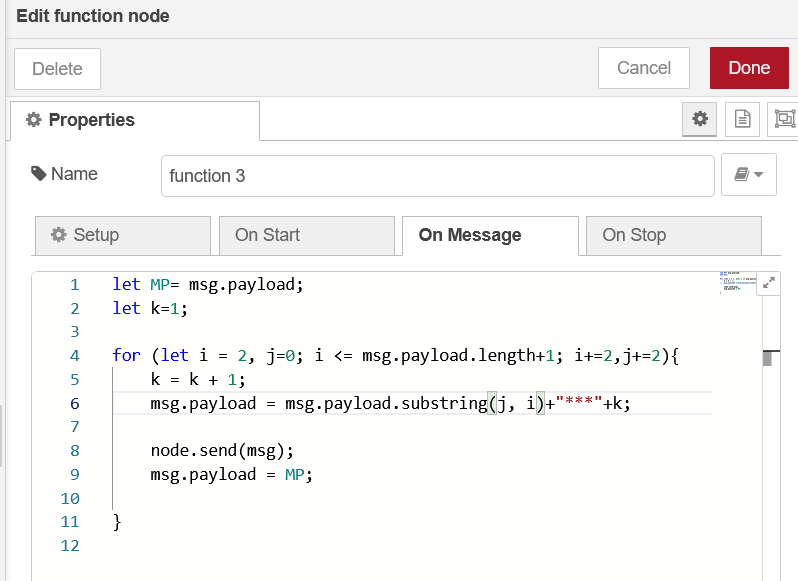 Edit function node
Delete
Cancel
Done
Properties
Name
function 3
Setup
On Start
On Message
On Stop
1 let MP= msg.payload;
2 let k=1;
3
4 for (let i = 2, j=0; i <= msg.payload.length+1; i+=2,j+=2){
5 k = k + 1;
6 msg.payload = msg.payload.substring(j, i)+"***"+k;
7
8 node.send(msg);
9 msg.payload = MP;
10
11 }
12